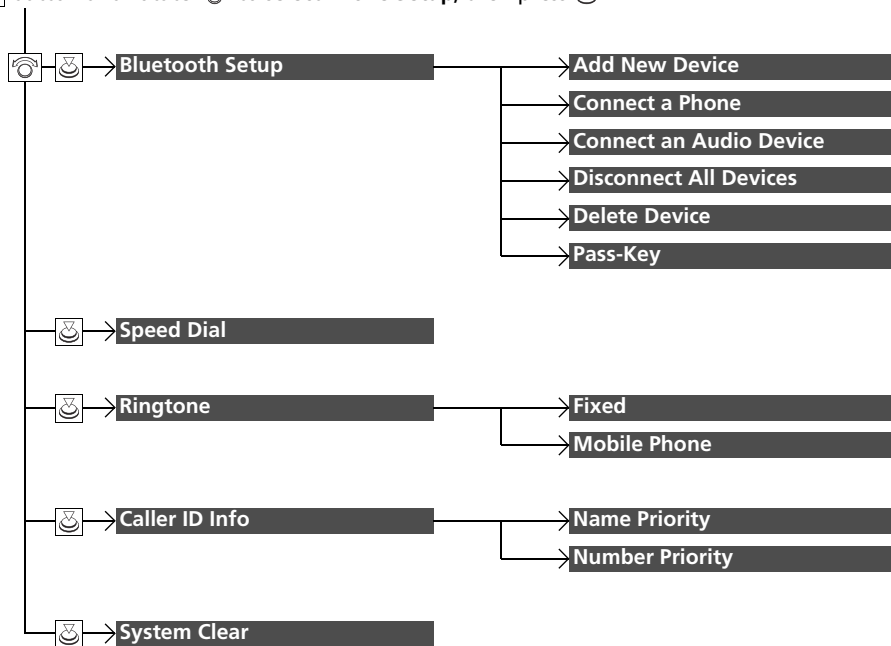 Bluetooth Setup
Add New Device
Connect a Phone
Connect an Audio Device
Disconnect All Devices
Delete Device
Pass-Key
Speed Dial
Ringtone
Fixed
Mobile Phone
Caller ID Info
Name Priority
Number Priority
System Clear